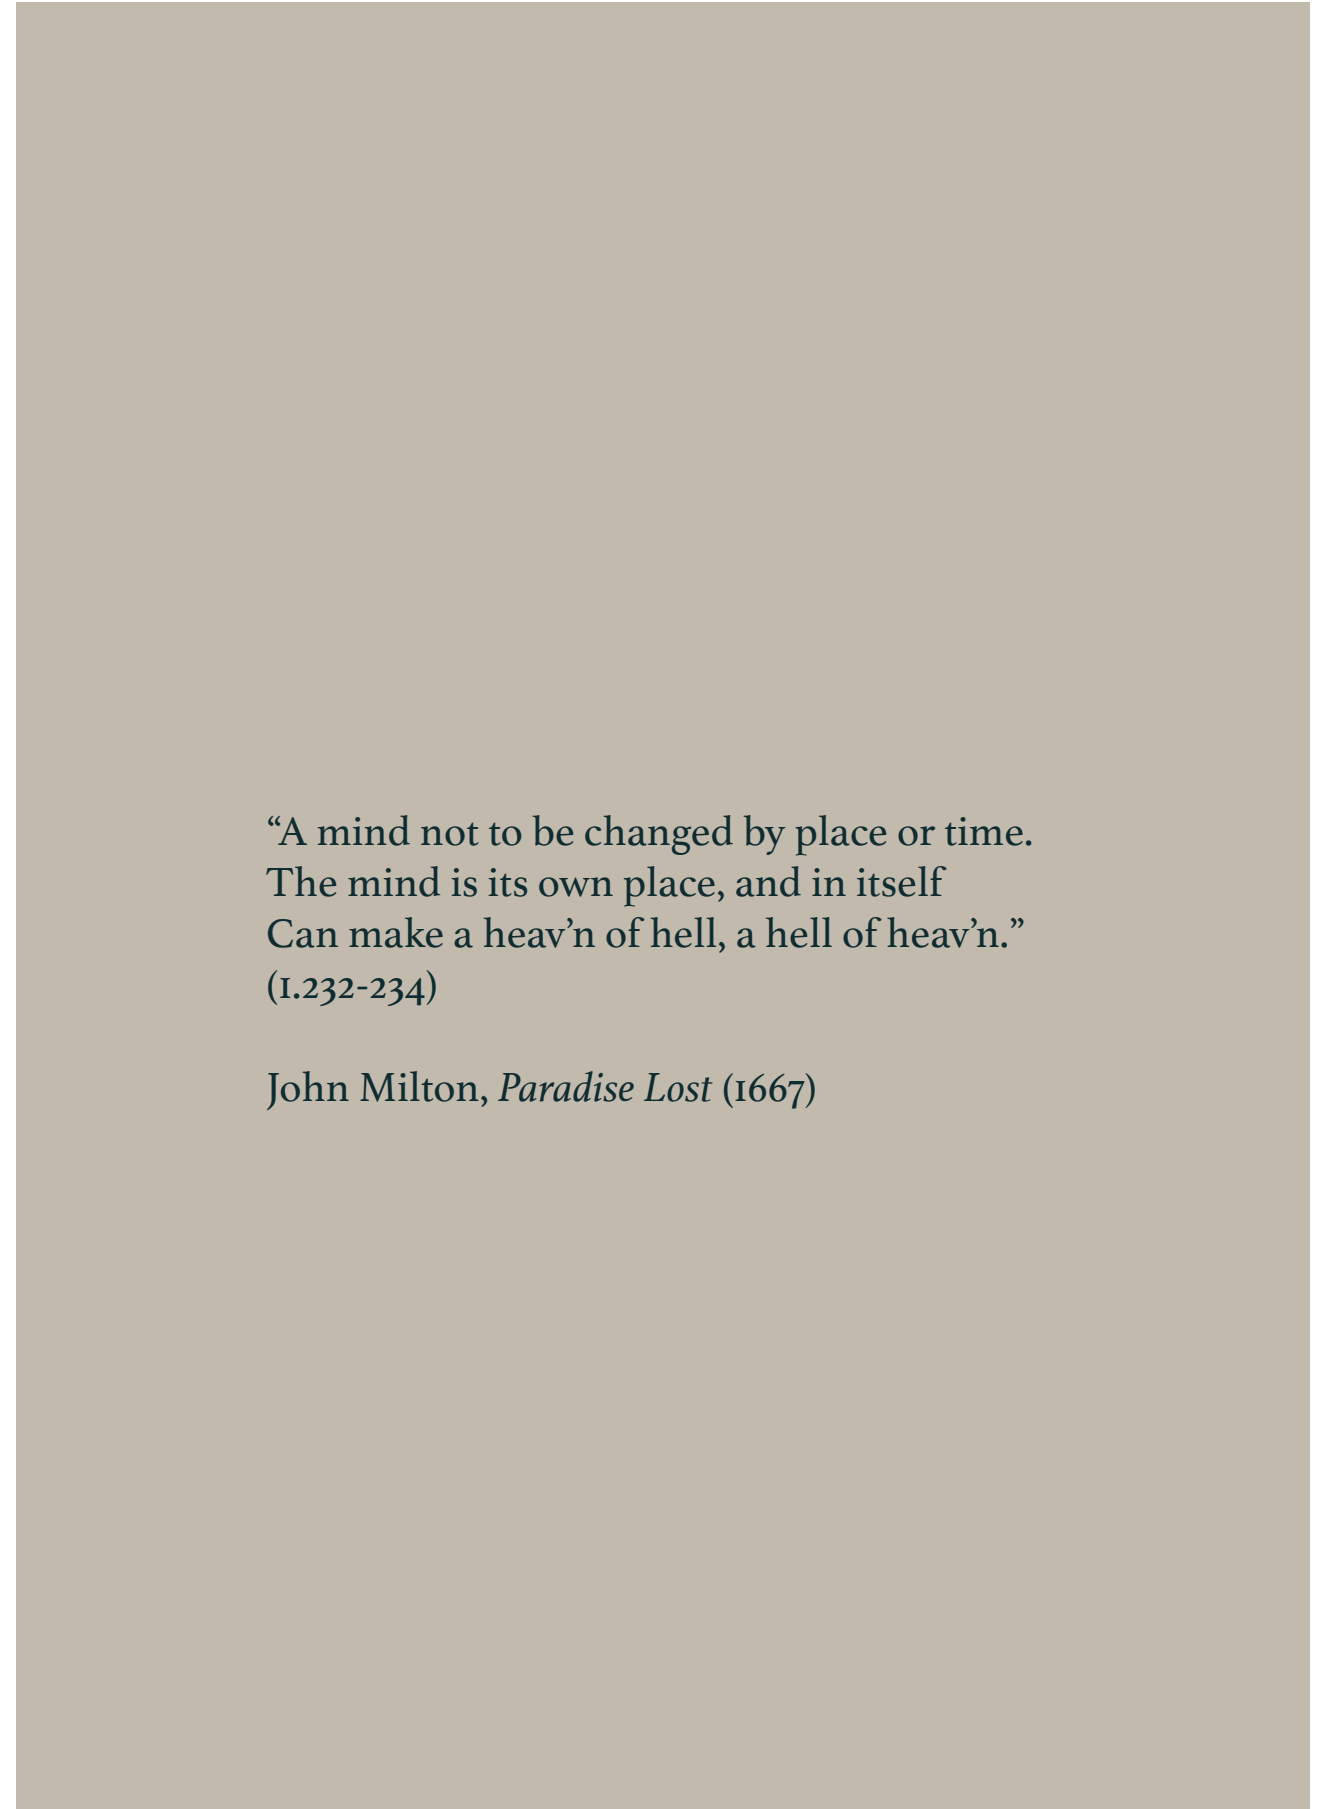 “A mind not to be changed by place or time.
The mind is its own place, and in itself
Can make a heav’n of hell, a hell of heav’n.”
(1.232-234)
John Milton, Paradise Lost (1667)